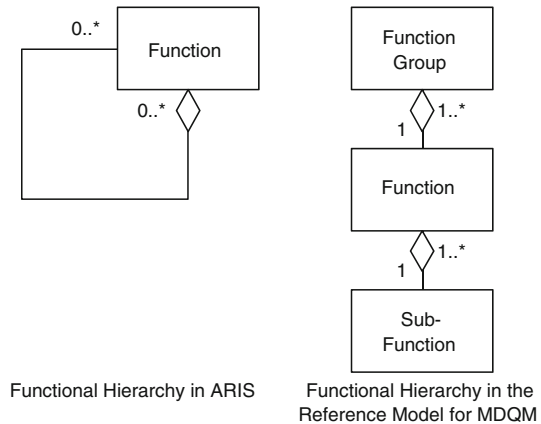 0..*
Function
0..*
Functional Hierarchy in ARIS
Function
Group
1..*
1
Function
1..*
1
Sub-
Function
Functional Hierarchy in the
Reference Model for MDQM